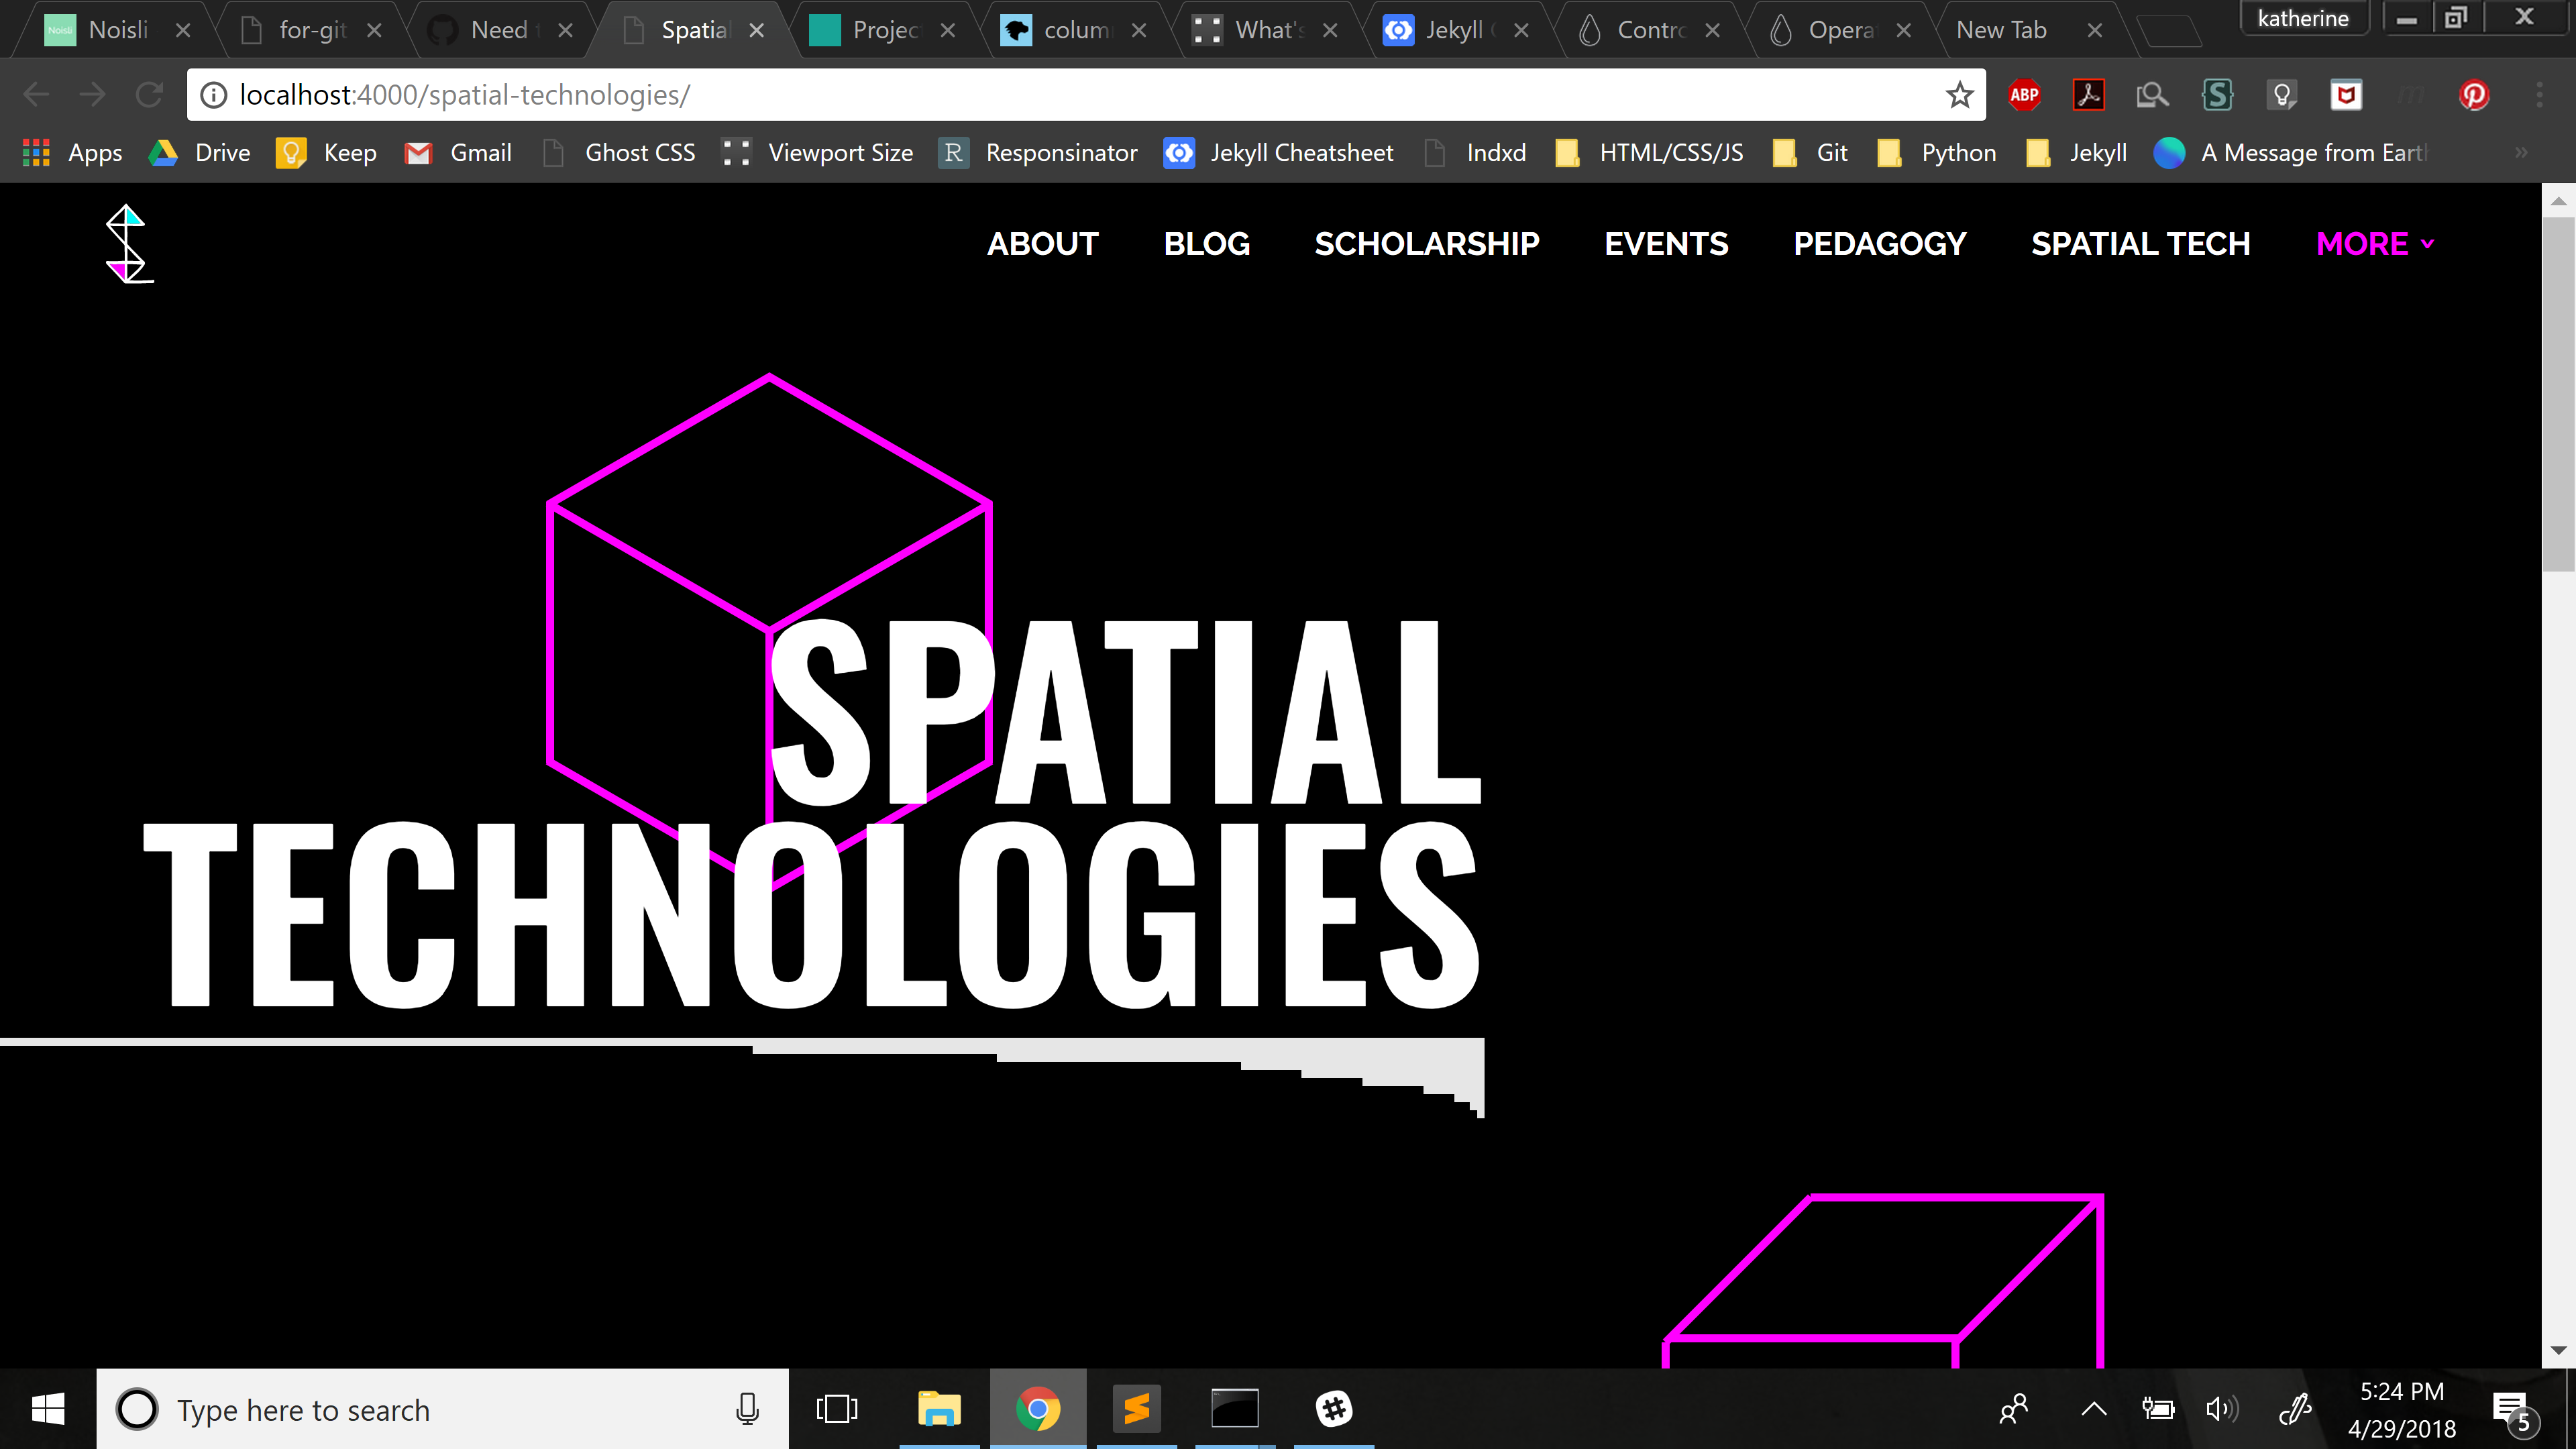 Noisli
for-git
Need t
Spatial
Projec
colum
What's
Jekyll C
Contro
Opera
New Tab
katherine
localhost:4000/spatial-technologies/
ABP
Apps
Drive
Keep
Gmail
Ghost CSS
Viewport Size
R
Responsinator
Jekyll Cheatsheet
Indxd
HTML/CSS/JS
Git
Python
Jekyll
A Message from Eart
ABOUT
BLOG
SCHOLARSHIP
EVENTS
PEDAGOGY
SPATIAL TECH
MORE
SPATIAL
TECHNOLOGIES
Type here to search
5:24 PM
4/29/2018
5